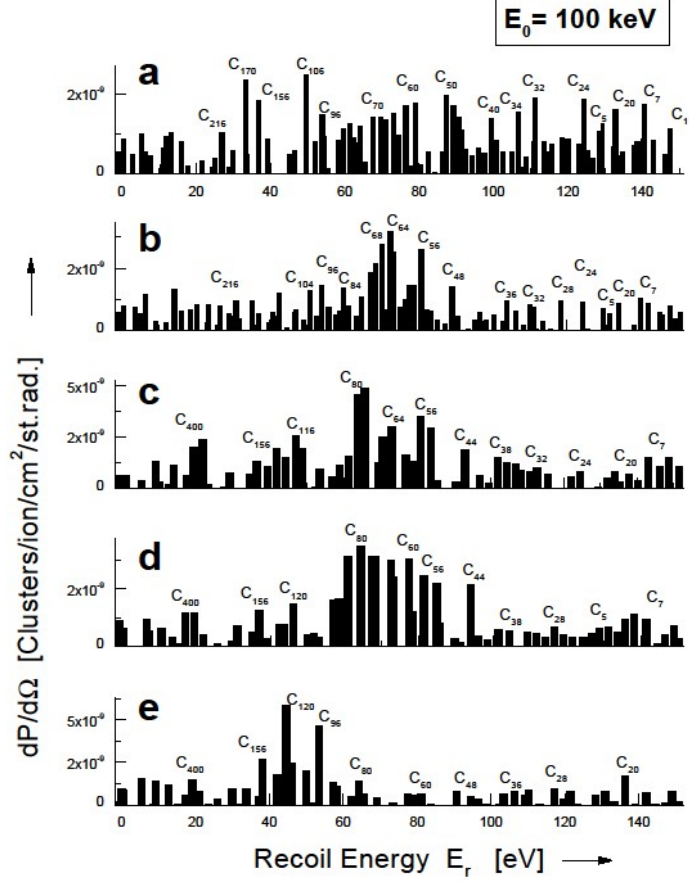 E₀= 100 keV
a
C₂₁₆ C₁₇₀ C₁₅₆ C₁₀₆ C₉₆ C₇₀ C₆₀ C₅₀ C₄₀ C₃₄ C₃₂ C₂₄ C₅ C₂₀ C₇ C₁
2x10⁻⁹
0
0 20 40 60 80 100 120 140
b
C₂₁₆ C₁₀₄ C₉₆ C₈₄ C₆₈ C₆₄ C₅₆ C₄₈ C₃₆ C₃₂ C₂₈ C₂₄ C₅ C₂₀ C₇
2x10⁻⁹
0
c
C₄₀₀ C₁₅₆ C₁₁₆ C₈₀ C₆₄ C₅₆ C₄₄ C₃₈ C₃₂ C₂₄ C₂₀ C₇
5x10⁻⁹
2x10⁻⁹
0
d
C₄₀₀ C₁₅₆ C₁₂₀ C₈₀ C₆₀ C₅₆ C₄₄ C₃₈ C₂₈ C₅ C₇
2x10⁻⁹
0
e
C₄₀₀ C₁₅₆ C₁₂₀ C₉₆ C₈₀ C₆₀ C₄₈ C₃₆ C₂₈ C₂₀
5x10⁻⁹
2x10⁻⁹
0
0 20 40 60 80 100 120 140
dP/dΩ [Clusters/ion/cm²/st.rad.]
Recoil Energy Eᵣ [eV]